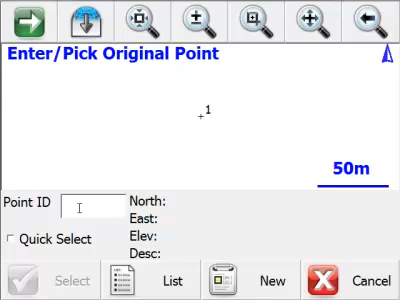 Enter/Pick Original Point
1
50m
Point ID
North:
East:
Quick Select
Elev:
Desc:
Select
List
New
Cancel